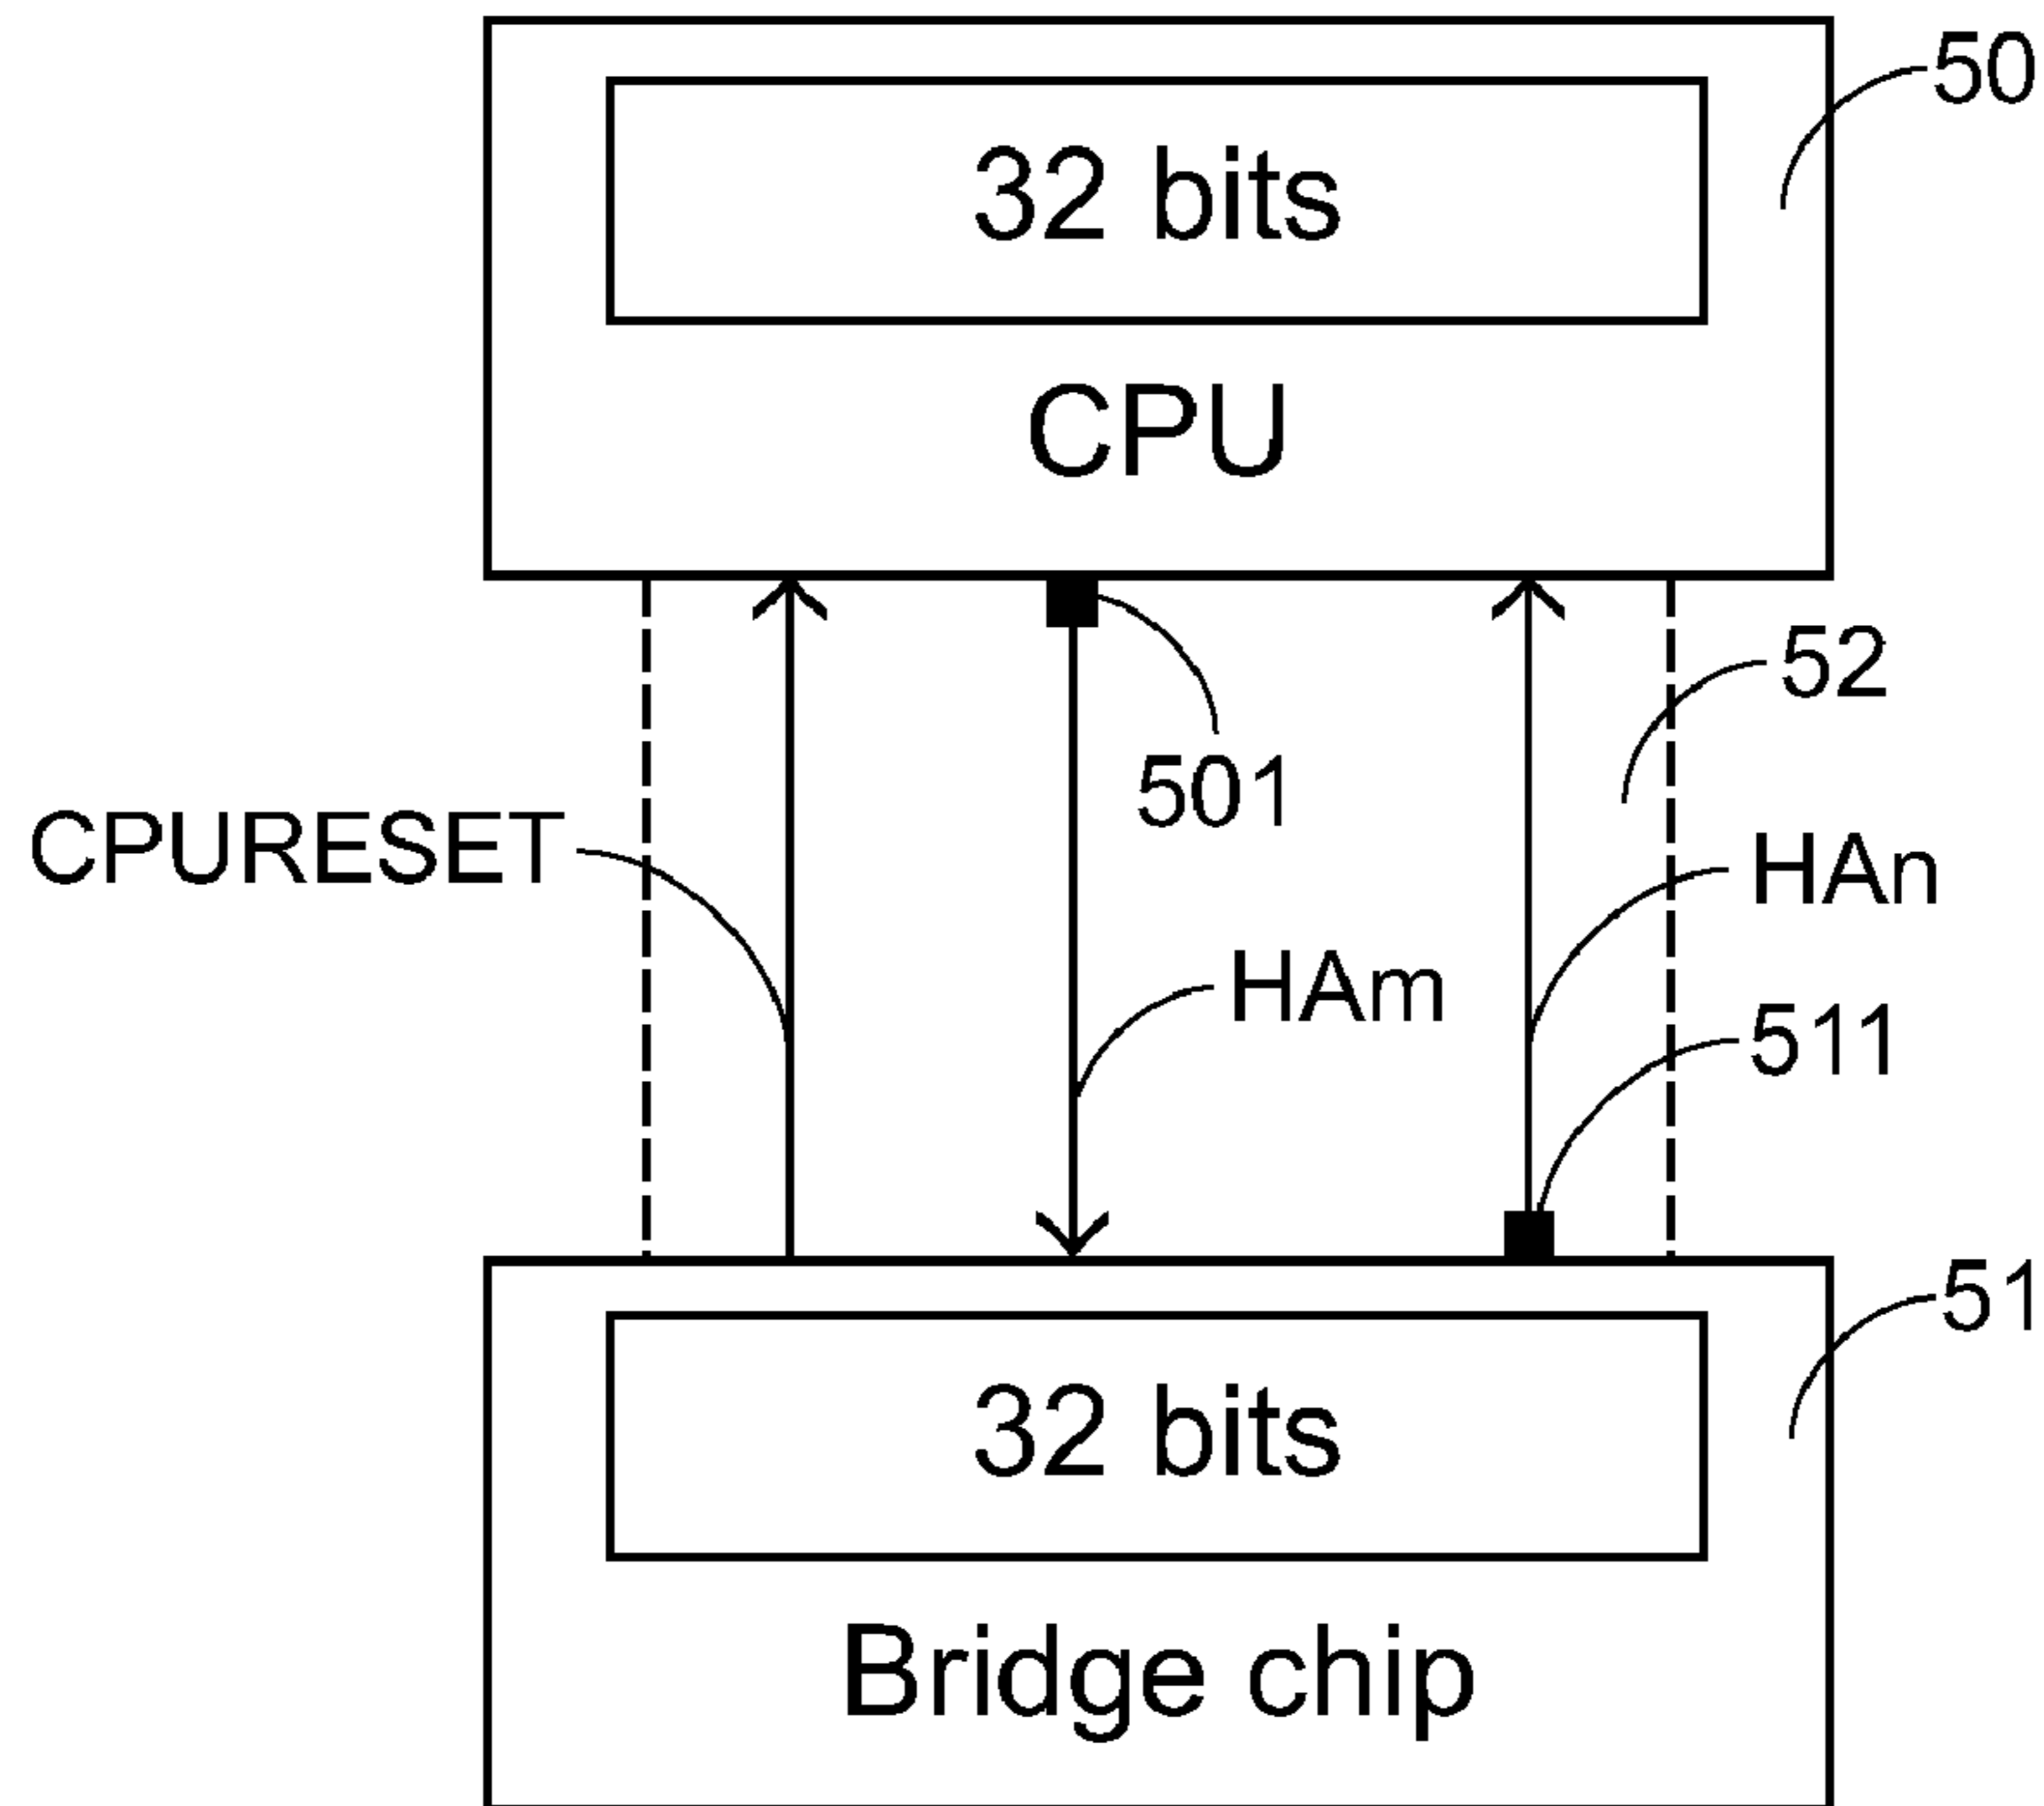 50
32 bits
CPU
52
501
CPURESET
HAn
HAm
511
51
32 bits
Bridge chip